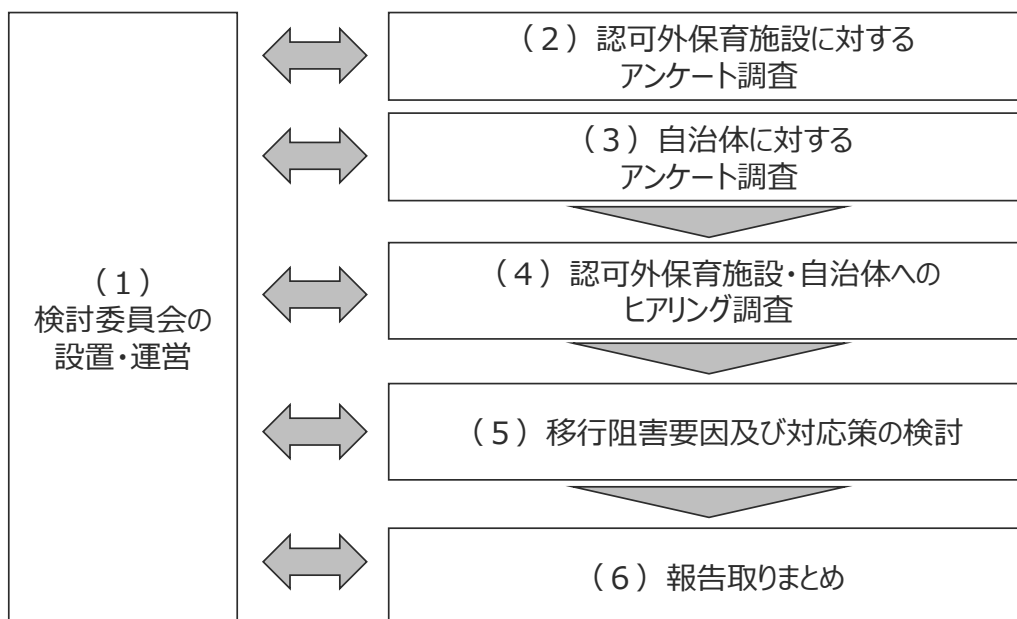 (1)
検討委員会の
設置・運営
(2)認可外保育施設に対する
アンケート調査
(3)自治体に対する
アンケート調査
(4)認可外保育施設・自治体への
ヒアリング調査
(5)移行阻害要因及び対応策の検討
(6)報告取りまとめ